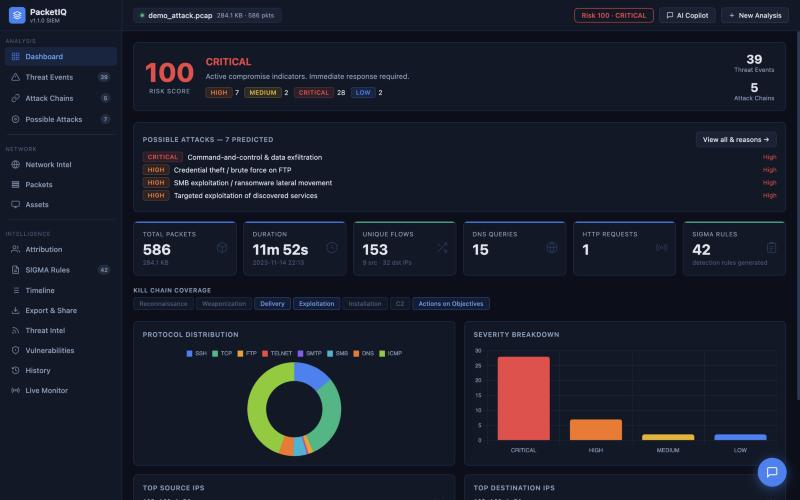 PacketIQ
v1.1.0 SIEM
demo_attack.pcap 284.1 KB · 586 pkts
Risk 100 · CRITICAL
AI Copilot
+ New Analysis
ANALYSIS
Dashboard
Threat Events 39
Attack Chains 5
Possible Attacks 7
NETWORK
Network Intel
Packets
Assets
INTELLIGENCE
Attribution
SIGMA Rules 42
Timeline
Export & Share
Threat Intel
Vulnerabilities
History
Live Monitor
100
RISK SCORE
CRITICAL
Active compromise indicators. Immediate response required.
HIGH 7 MEDIUM 2 CRITICAL 28 LOW 2
39
Threat Events
5
Attack Chains
POSSIBLE ATTACKS — 7 PREDICTED
View all & reasons →
CRITICAL Command-and-control & data exfiltration High
HIGH Credential theft / brute force on FTP High
HIGH SMB exploitation / ransomware lateral movement High
HIGH Targeted exploitation of discovered services High
TOTAL PACKETS
586
284.1 KB
DURATION
11m 52s
2023-11-14 22:13
UNIQUE FLOWS
153
9 src · 32 dst IPs
DNS QUERIES
15
HTTP REQUESTS
1
SIGMA RULES
42
detection rules generated
KILL CHAIN COVERAGE
Reconnaissance Weaponization Delivery Exploitation Installation C2 Actions on Objectives
PROTOCOL DISTRIBUTION
SSH TCP FTP TELNET SMTP SMB DNS ICMP
SEVERITY BREAKDOWN
30
25
20
15
10
5
0
CRITICAL HIGH MEDIUM LOW
TOP SOURCE IPS
TOP DESTINATION IPS